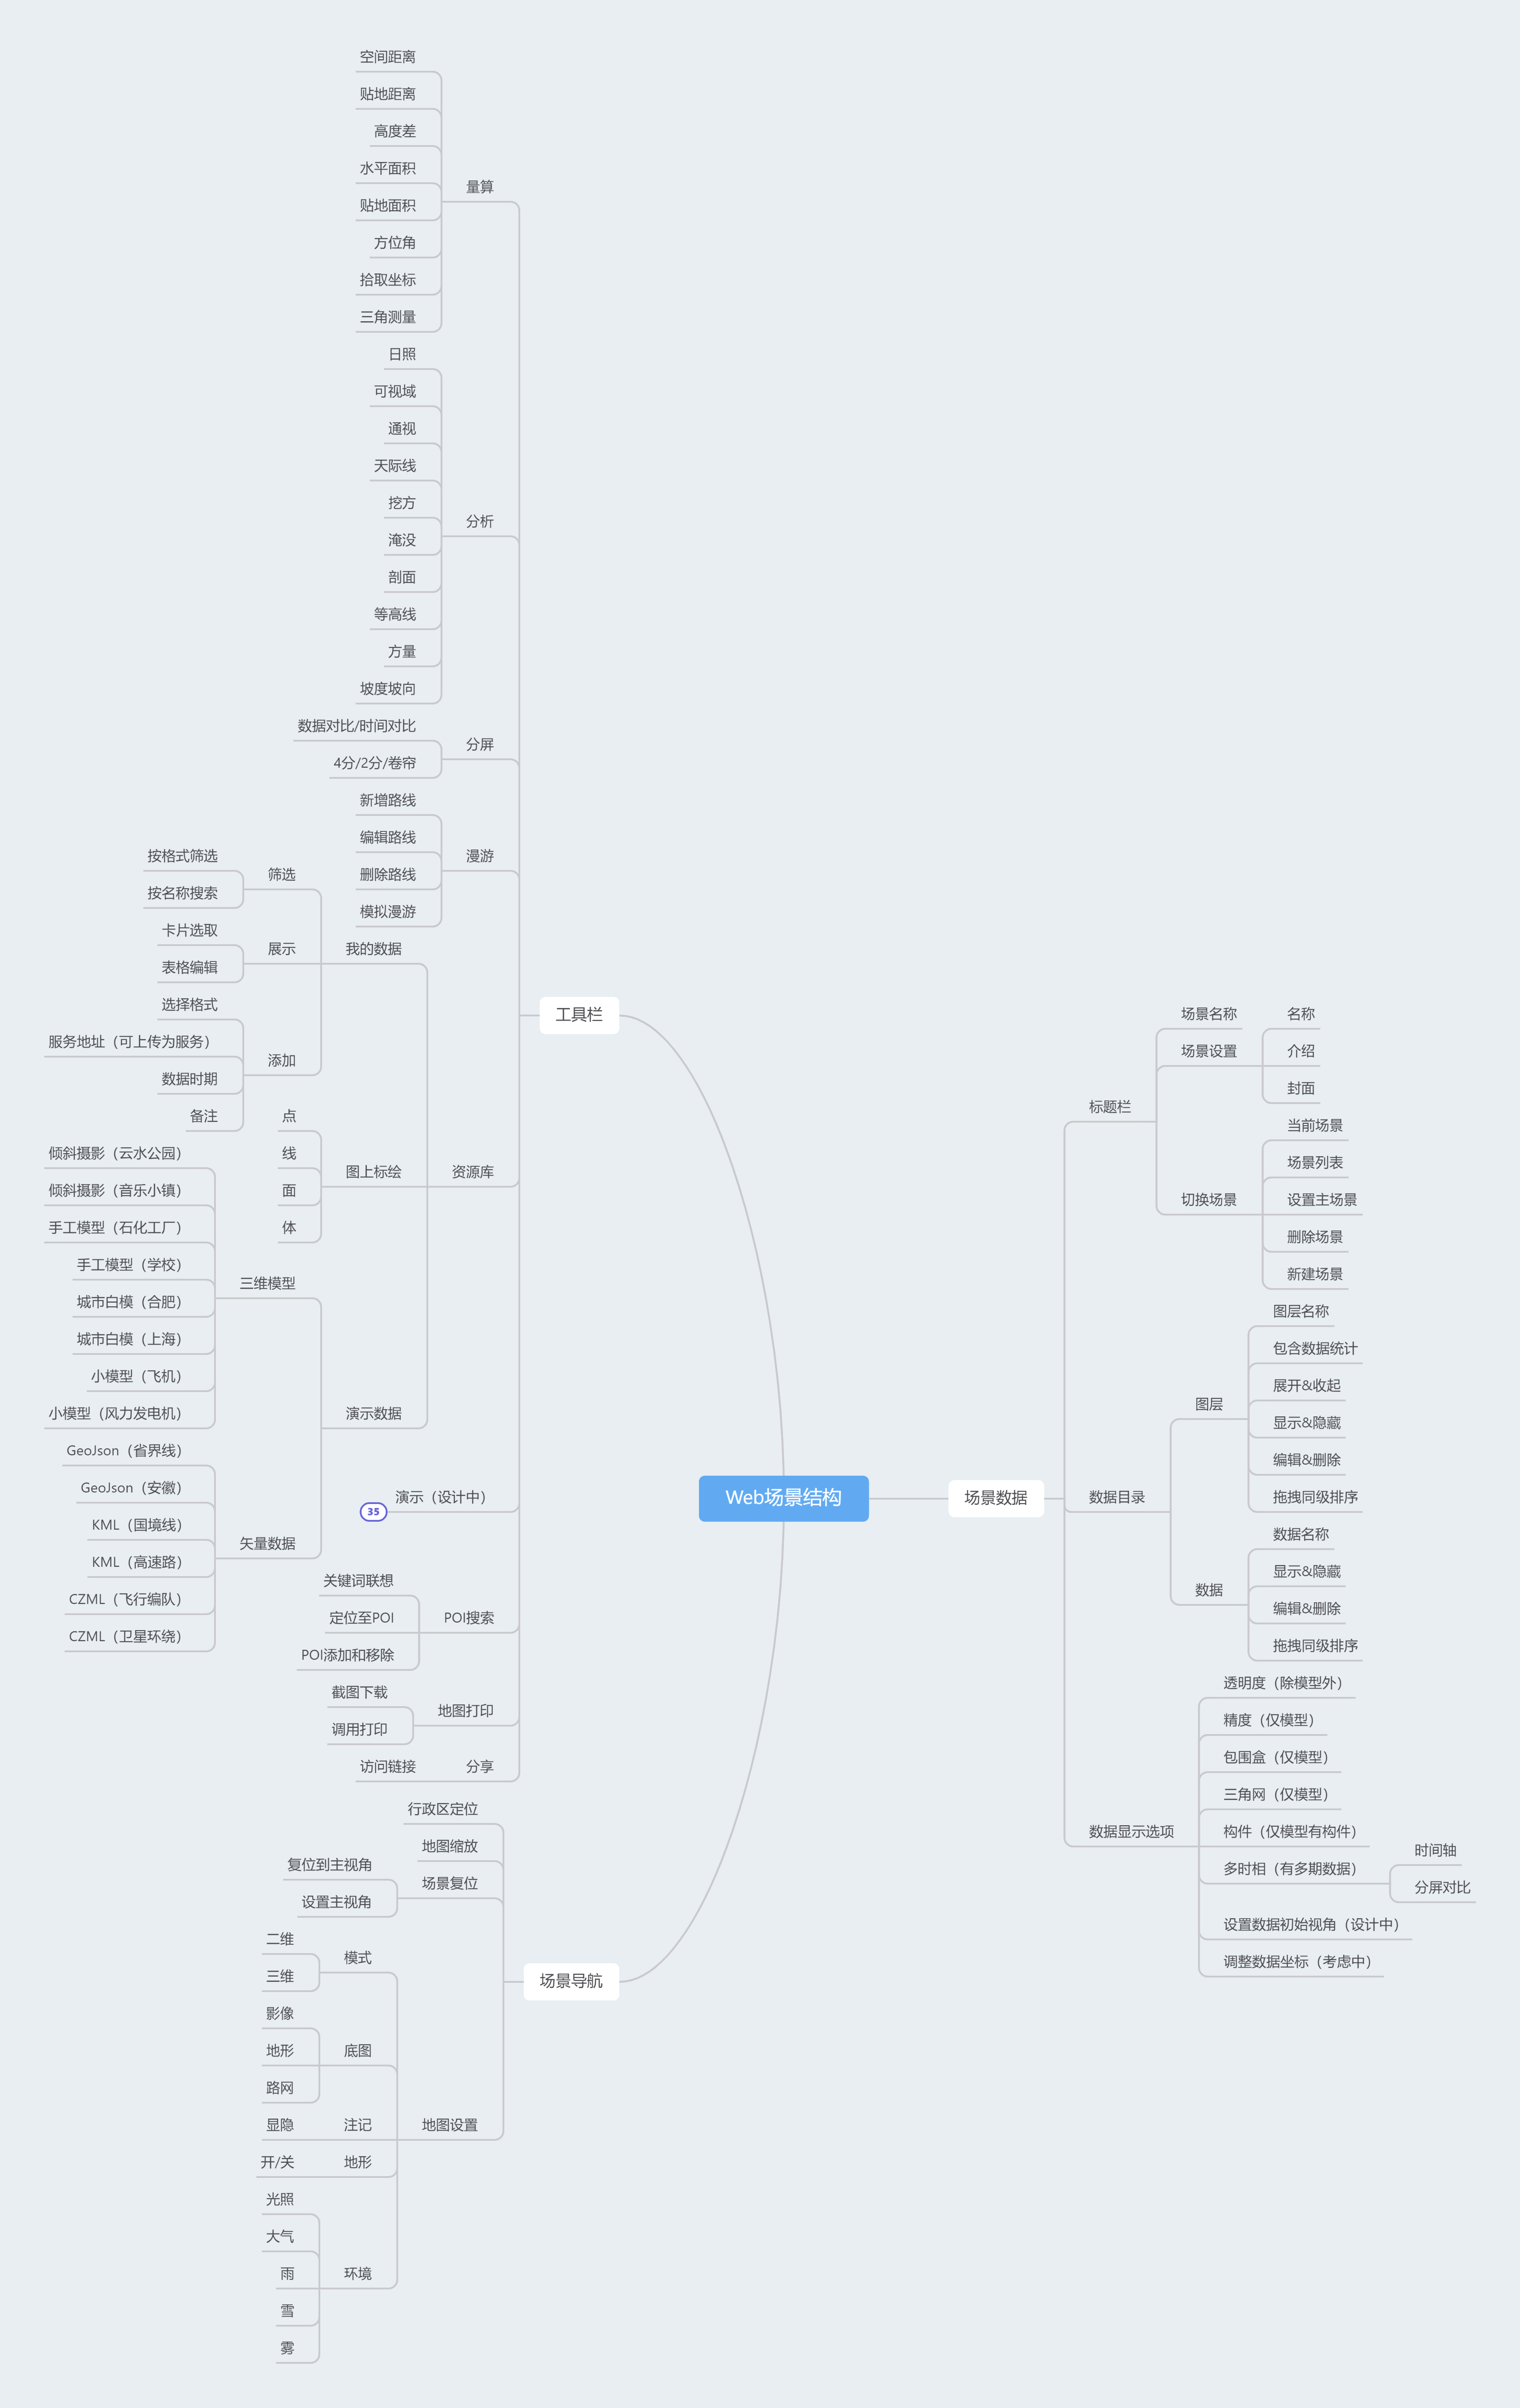 Web场景结构
工具栏
量算
空间距离
贴地距离
高度差
水平面积
贴地面积
方位角
拾取坐标
三角测量
分析
日照
可视域
通视
天际线
挖方
淹没
剖面
等高线
方量
坡度坡向
分屏
数据对比/时间对比
4分/2分/卷帘
漫游
新增路线
编辑路线
删除路线
模拟漫游
资源库
我的数据
筛选
按格式筛选
按名称搜索
展示
卡片选取
表格编辑
添加
选择格式
服务地址（可上传为服务）
数据时期
备注
图上标绘
点
线
面
体
演示数据
三维模型
倾斜摄影（云水公园）
倾斜摄影（音乐小镇）
手工模型（石化工厂）
手工模型（学校）
城市白模（合肥）
城市白模（上海）
小模型（飞机）
小模型（风力发电机）
矢量数据
GeoJson（省界线）
GeoJson（安徽）
KML（国境线）
KML（高速路）
CZML（飞行编队）
CZML（卫星环绕）
演示（设计中）
35
POI搜索
关键词联想
定位至POI
POI添加和移除
地图打印
截图下载
调用打印
分享
访问链接
场景导航
行政区定位
地图缩放
场景复位
复位到主视角
设置主视角
地图设置
模式
二维
三维
底图
影像
地形
路网
注记
显隐
地形
开/关
环境
光照
大气
雨
雪
雾
场景数据
标题栏
场景名称
场景设置
名称
介绍
封面
切换场景
当前场景
场景列表
设置主场景
删除场景
新建场景
数据目录
图层
图层名称
包含数据统计
展开&收起
显示&隐藏
编辑&删除
拖拽同级排序
数据
数据名称
显示&隐藏
编辑&删除
拖拽同级排序
数据显示选项
透明度（除模型外）
精度（仅模型）
包围盒（仅模型）
三角网（仅模型）
构件（仅模型有构件）
多时相（有多期数据）
时间轴
分屏对比
设置数据初始视角（设计中）
调整数据坐标（考虑中）